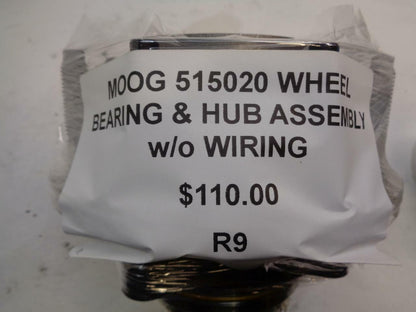 MOOG 515020 WHEEL
BEARING & HUB ASSEMBLY
w/o WIRING
$110.00
R9